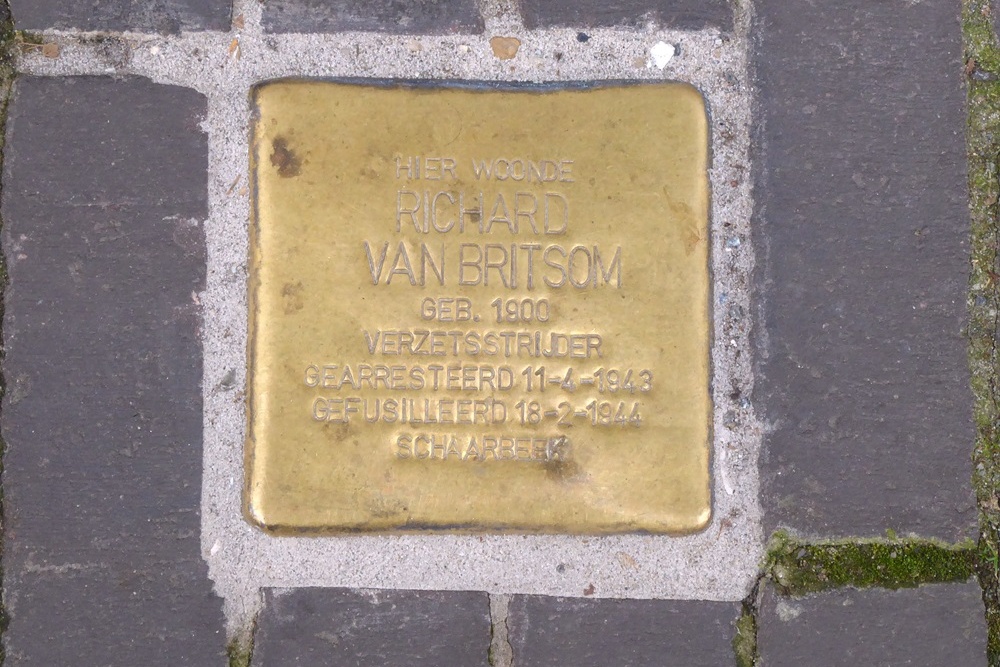 HIER WOONDE
RICHARD
VAN BRITSOM
GEB. 1900
VERZETSSTRIJDER
GEARRESTEERD 11-4-1943
GEFUSILLEERD 18-2-1944
SCHAARBEEK